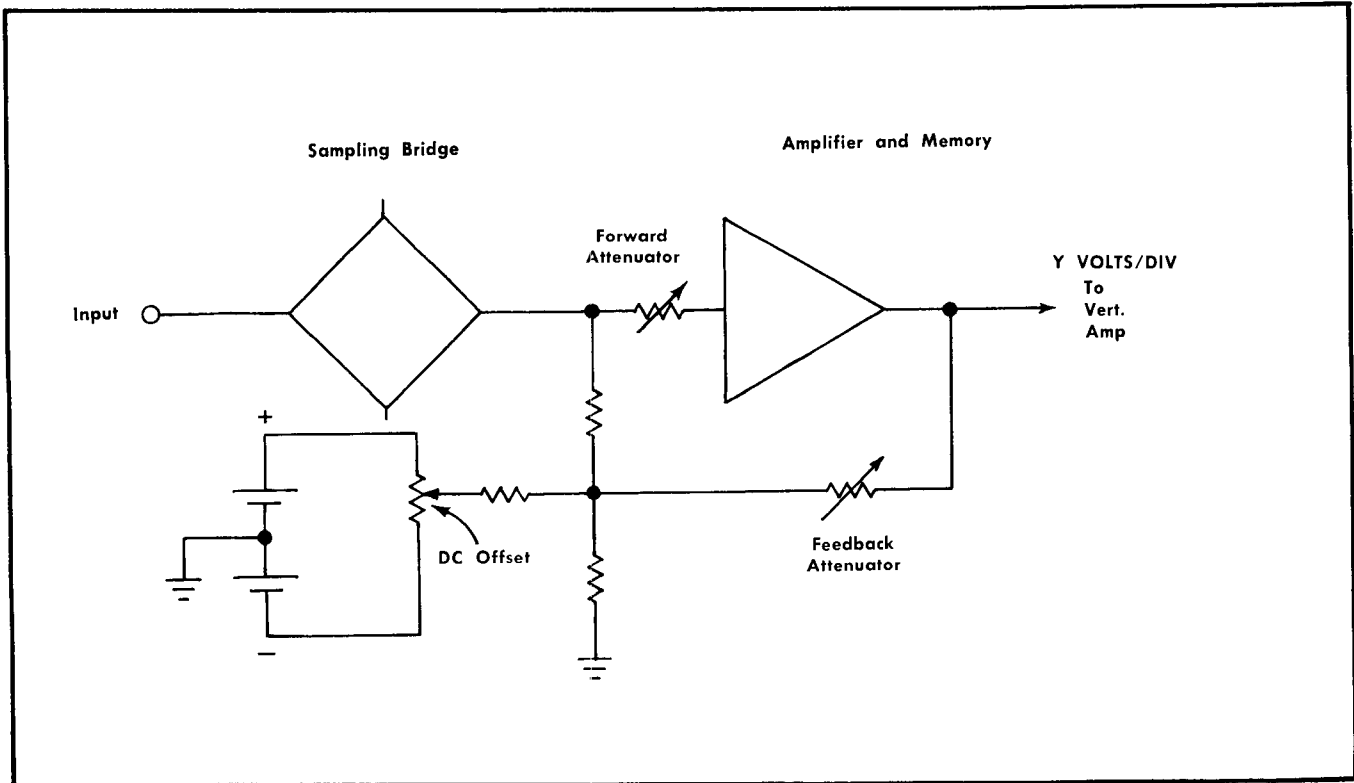 Sampling Bridge
Amplifier and Memory
Forward
Attenuator
Y VOLTS/DIV
To
Vert.
Amp
Input
+
DC Offset
Feedback
Attenuator
−